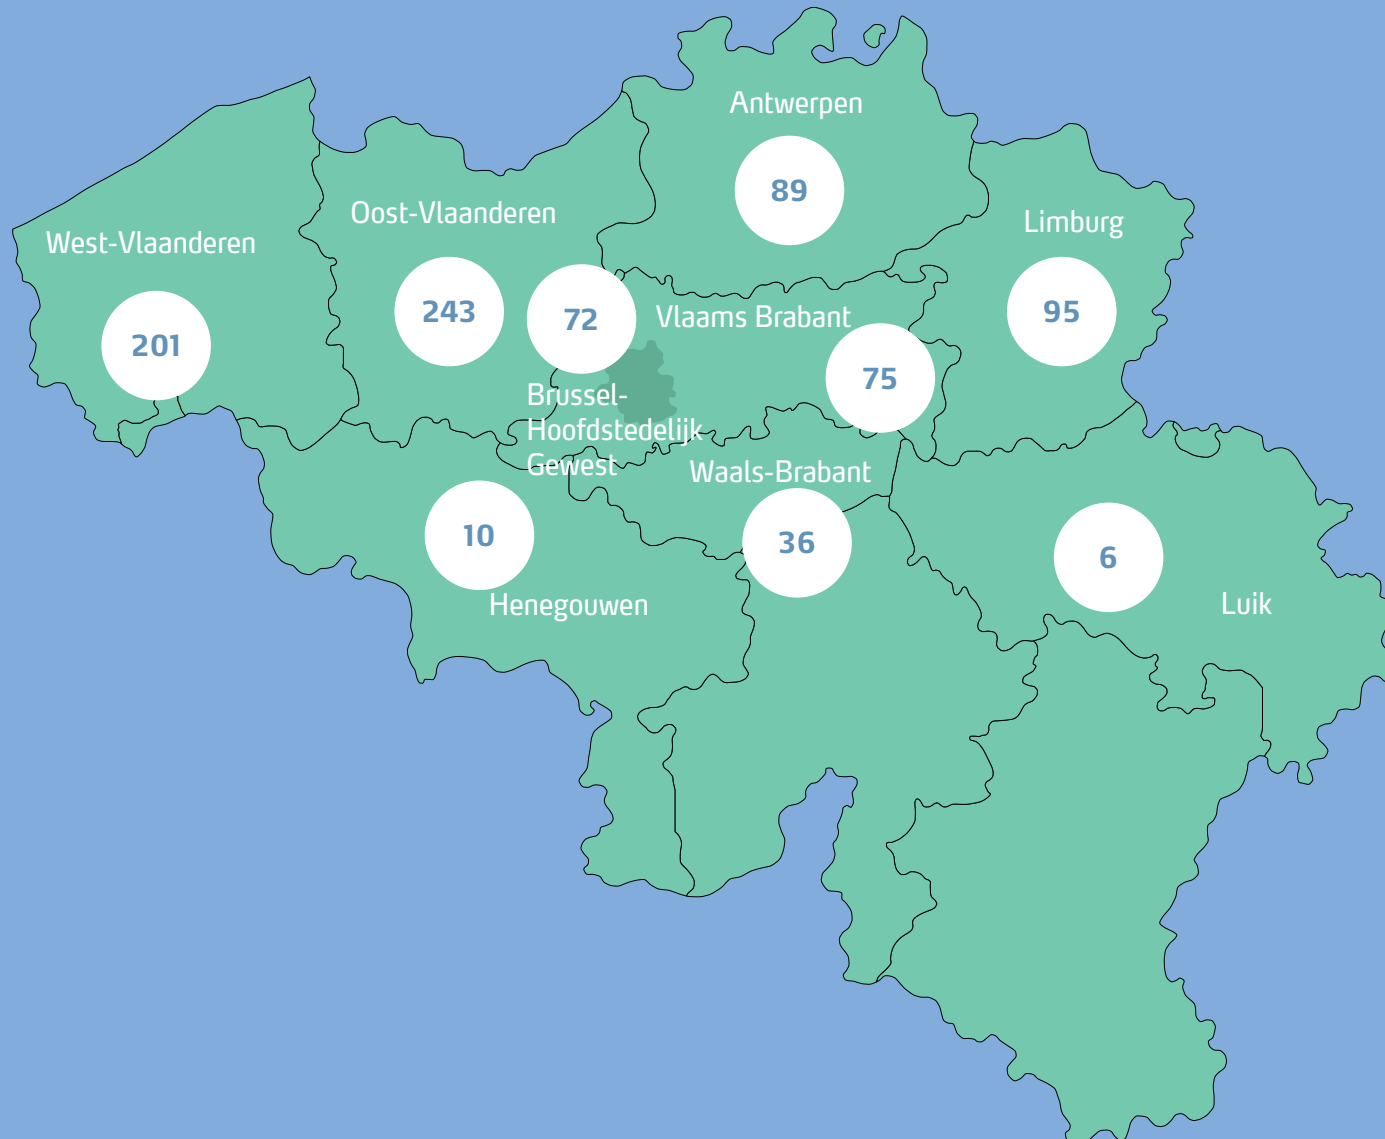 Antwerpen
89
Oost-Vlaanderen
Limburg
West-Vlaanderen
243
72
Vlaams Brabant
95
201
75
Brussel-
Hoofdstedelijk
Gewest
Waals-Brabant
10
36
6
Henegouwen
Luik